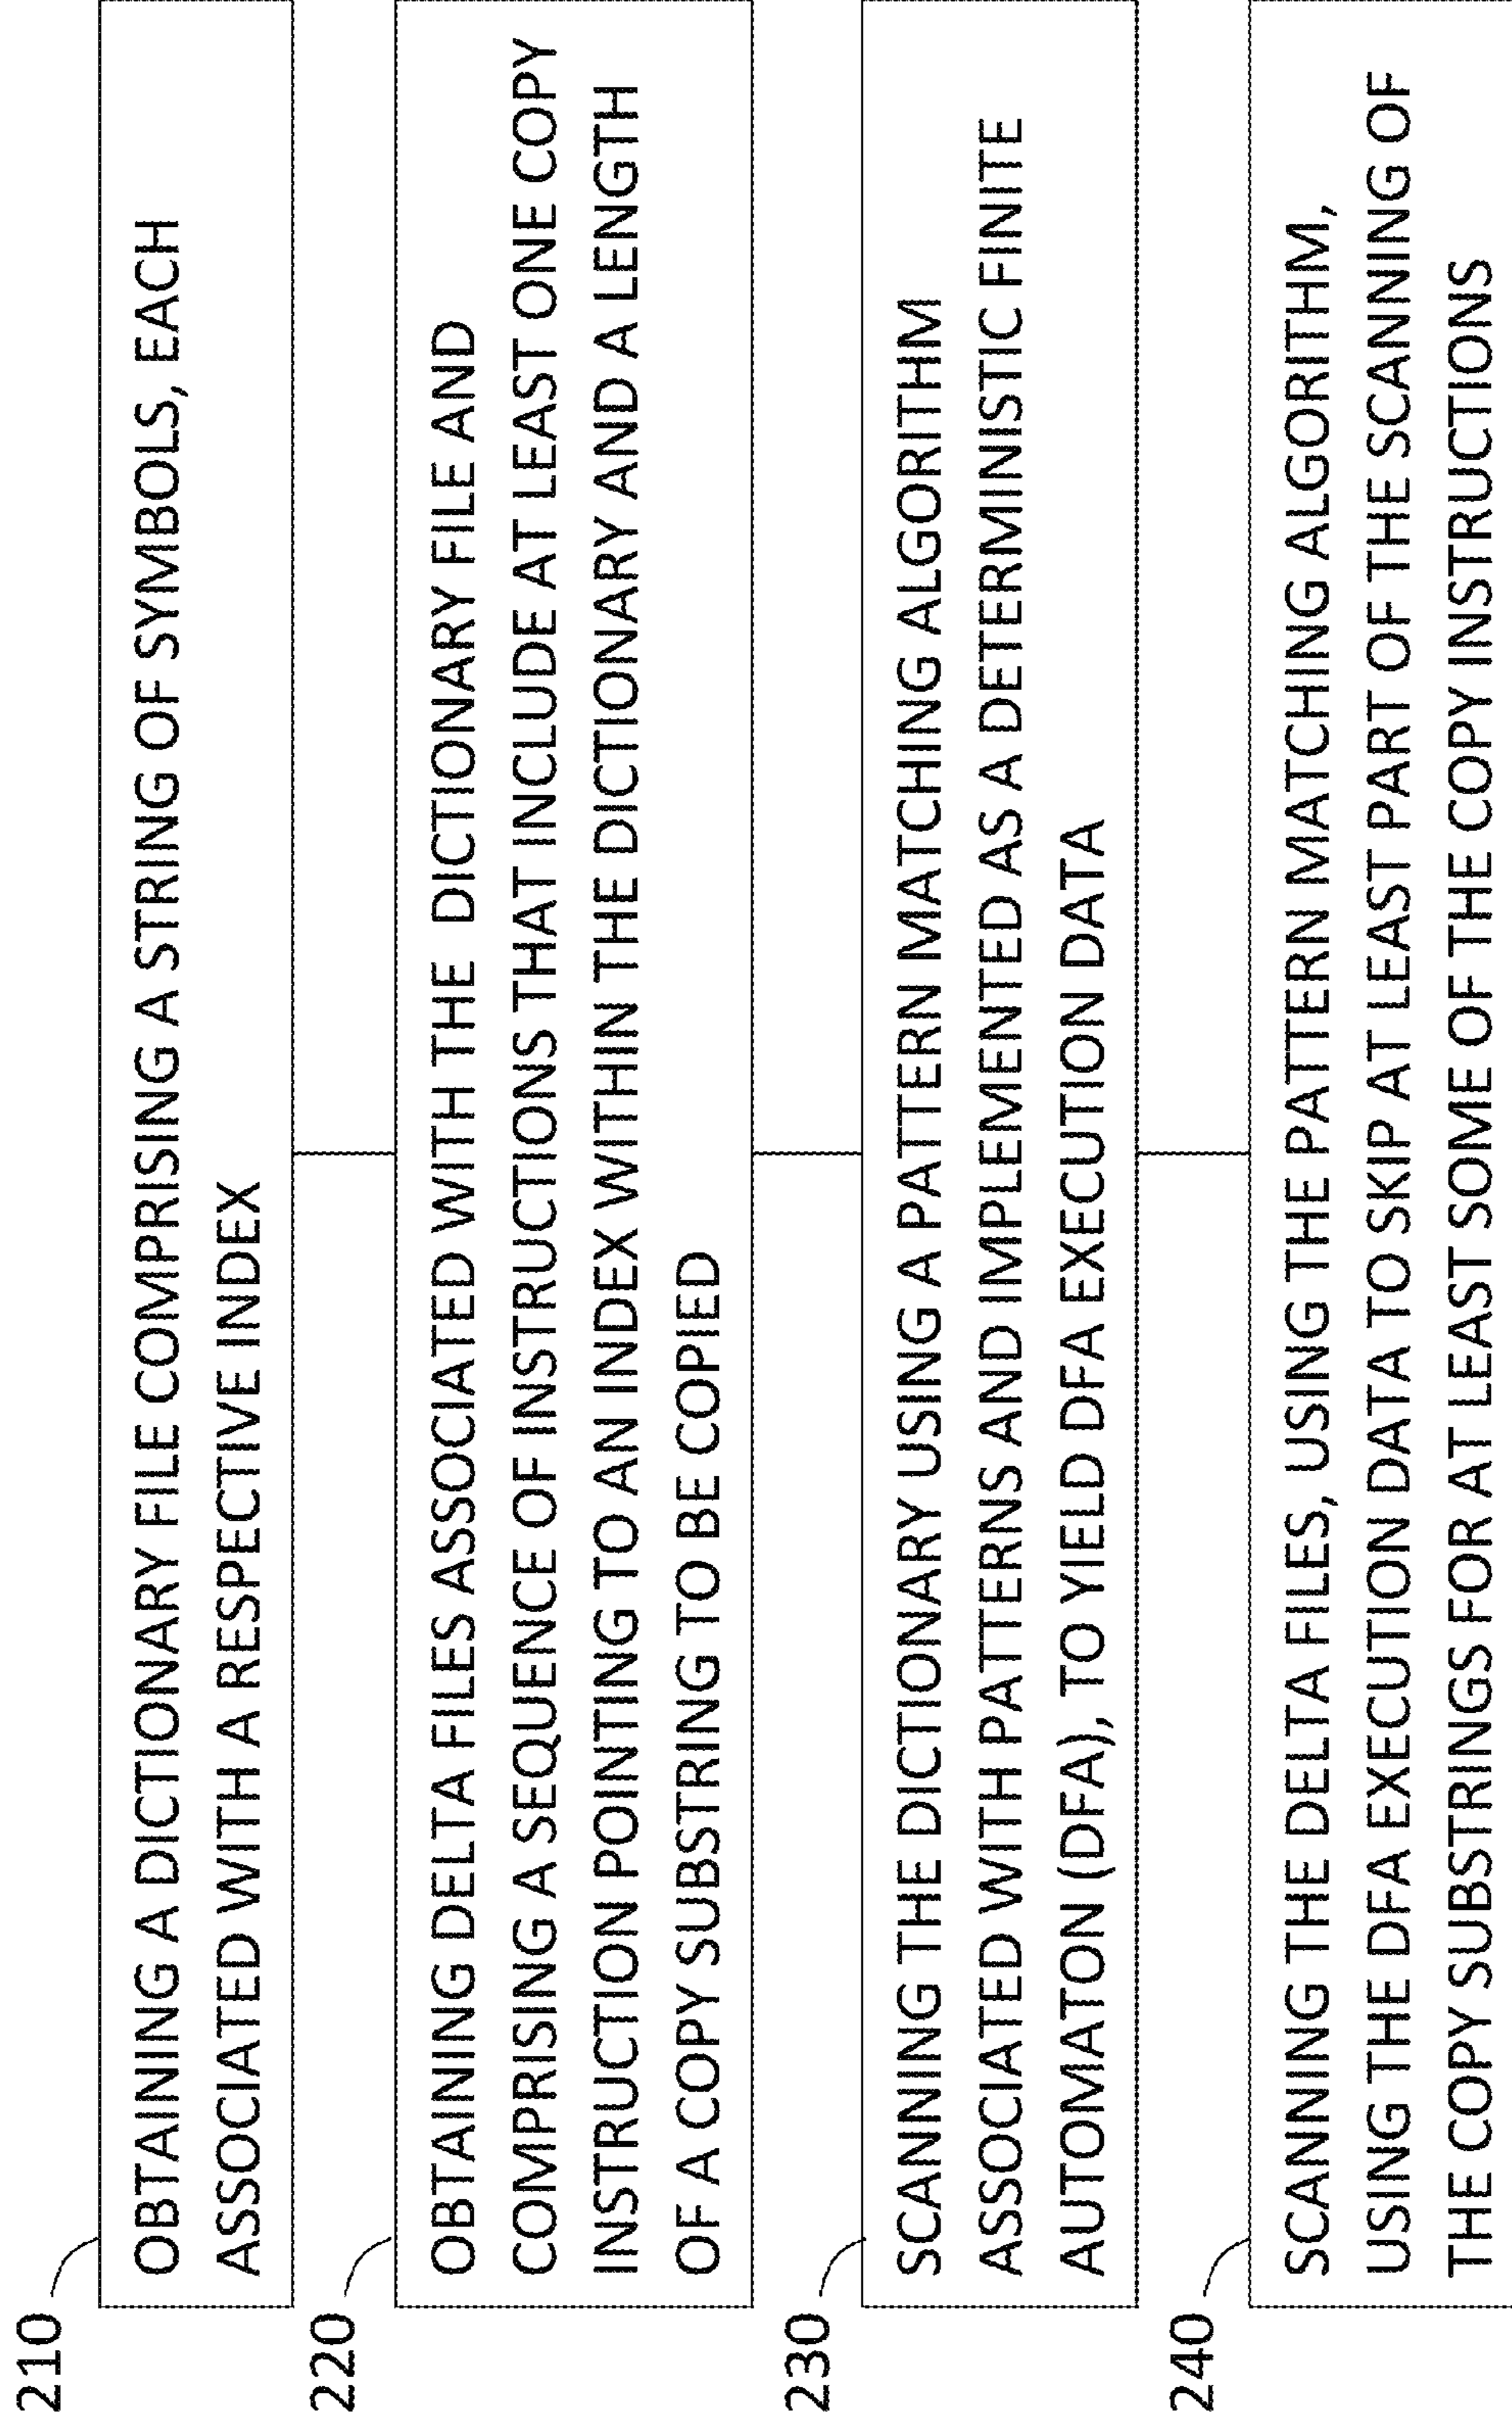 210
OBTAINING A DICTIONARY FILE COMPRISING A STRING OF SYMBOLS, EACH
ASSOCIATED WITH A RESPECTIVE INDEX
220
OBTAINING DELTA FILES ASSOCIATED WITH THE DICTIONARY FILE AND
COMPRISING A SEQUENCE OF INSTRUCTIONS THAT INCLUDE AT LEAST ONE COPY
INSTRUCTION POINTING TO AN INDEX WITHIN THE DICTIONARY AND A LENGTH
OF A COPY SUBSTRING TO BE COPIED
230
SCANNING THE DICTIONARY USING A PATTERN MATCHING ALGORITHM
ASSOCIATED WITH PATTERNS AND IMPLEMENTED AS A DETERMINISTIC FINITE
AUTOMATON (DFA), TO YIELD DFA EXECUTION DATA
240
SCANNING THE DELTA FILES, USING THE PATTERN MATCHING ALGORITHM,
USING THE DFA EXECUTION DATA TO SKIP AT LEAST PART OF THE SCANNING OF
THE COPY SUBSTRINGS FOR AT LEAST SOME OF THE COPY INSTRUCTIONS